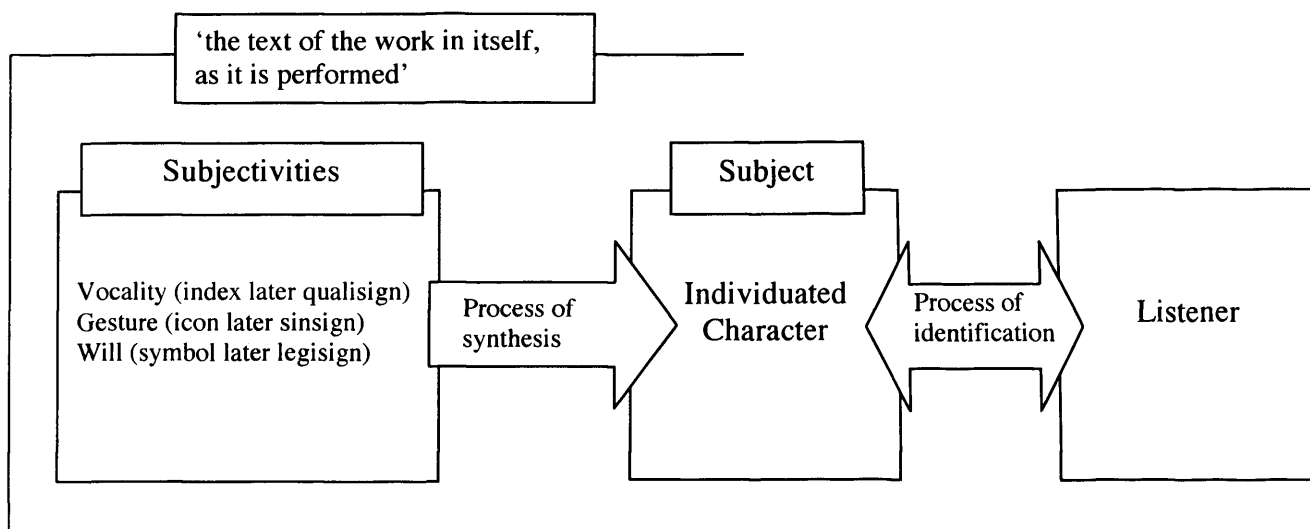 ‘the text of the work in itself,
as it is performed’
Subjectivities
Vocality (index later qualisign)
Gesture (icon later sinsign)
Will (symbol later legisign)
Process of
synthesis
Subject
Individuated
Character
Process of
identification
Listener